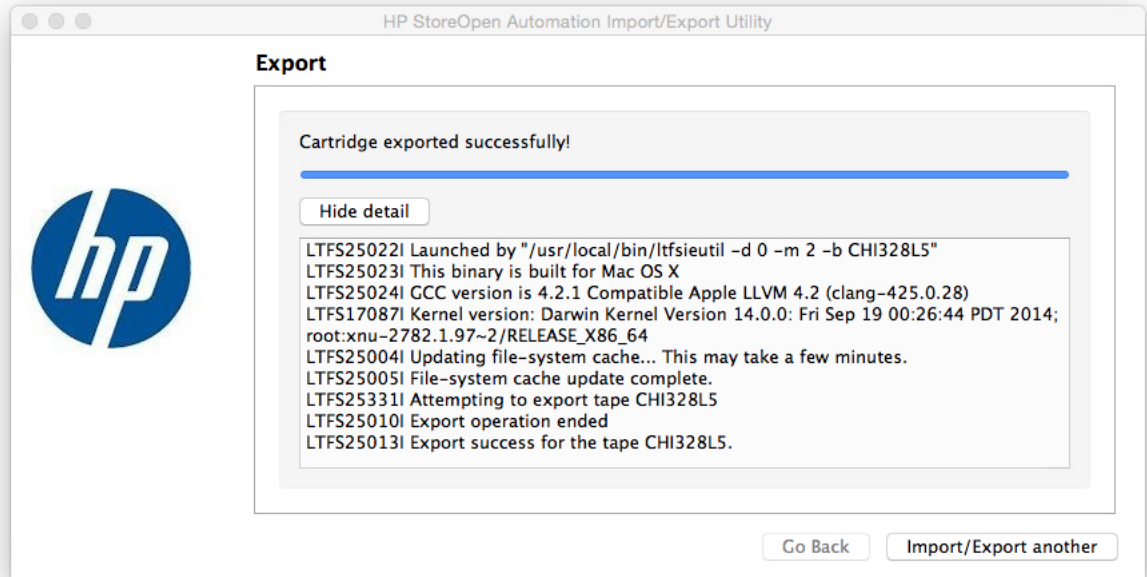 HP StoreOpen Automation Import/Export Utility
Export
Cartridge exported successfully!
Hide detail
LTFS25022I Launched by "/usr/local/bin/ltfsieutil -d 0 -m 2 -b CHI328L5"
LTFS25023I This binary is built for Mac OS X
LTFS25024I GCC version is 4.2.1 Compatible Apple LLVM 4.2 (clang-425.0.28)
LTFS17087I Kernel version: Darwin Kernel Version 14.0.0: Fri Sep 19 00:26:44 PDT 2014;
root:xnu-2782.1.97~2/RELEASE_X86_64
LTFS25004I Updating file-system cache... This may take a few minutes.
LTFS25005I File-system cache update complete.
LTFS25331I Attempting to export tape CHI328L5
LTFS25010I Export operation ended
LTFS25013I Export success for the tape CHI328L5.
hp
Go Back
Import/Export another